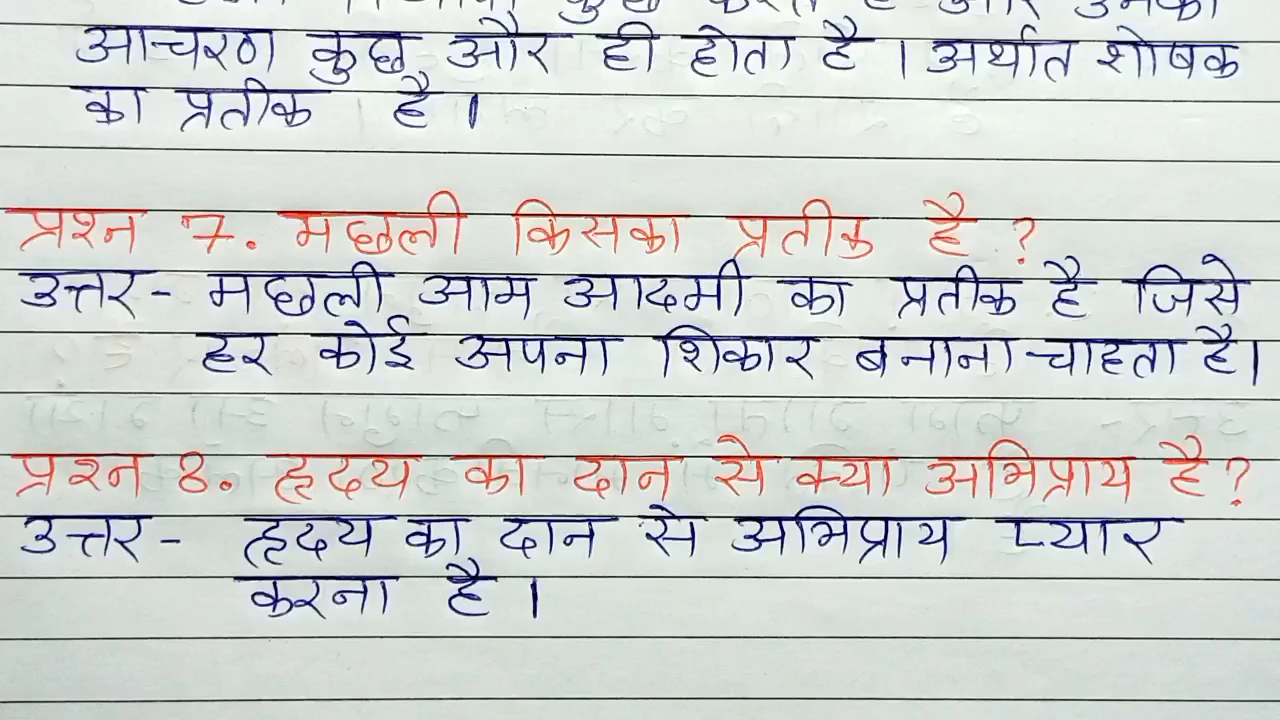 आचरण कुछ और ही होता है । अर्थात शोषक
का प्रतीक है ।
प्रश्न 7. मछली किसका प्रतीक है ?
उत्तर- मछली आम आदमी का प्रतीक है जिसे
हर कोई अपना शिकार बनाना चाहता है।
प्रश्न 8. हृदय का दान से क्या अभिप्राय है ?
उत्तर- हृदय का दान से अभिप्राय प्यार
करना है ।